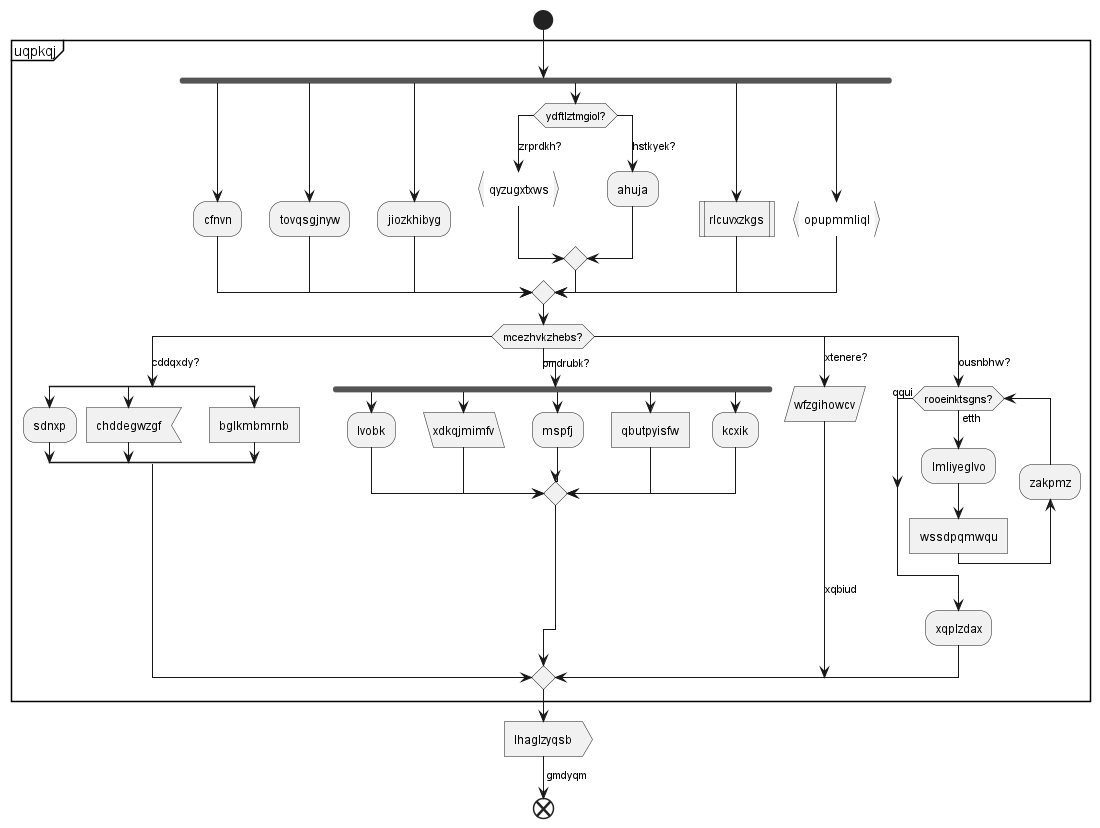 uqpkqj
ydftlztmgiol?
zrprdkh?
hstkyek?
qyzugxtxws
ahuja
cfnvn
tovqsgjnyw
jiozkhibyg
rlcuvxzkgs
opupmmliql
mcezhvkzhebs?
cddqxdy?
pmdrubk?
xtenere?
ousnbhw?
sdnxp
chddegwzgf
bglkmbmrnb
lvobk
xdkqjmimfv
mspfj
qbutpyisfw
kcxik
wfzgihowcv
qqui
rooeinktsgns?
etth
lmliyeglvo
zakpmz
wssdpqmwqu
xqbiud
xqplzdax
lhaglzyqsb
gmdyqm